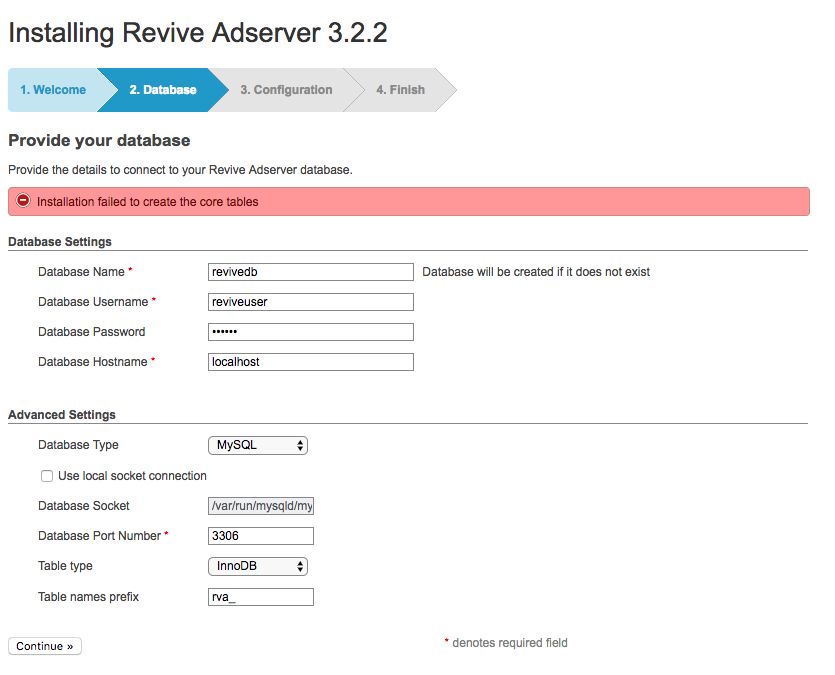 Installing Revive Adserver 3.2.2
1. Welcome 2. Database 3. Configuration 4. Finish
Provide your database
Provide the details to connect to your Revive Adserver database.
Installation failed to create the core tables
Database Settings
Database Name * revivedb Database will be created if it does not exist
Database Username * reviveuser
Database Password ••••••
Database Hostname * localhost
Advanced Settings
Database Type MySQL
Use local socket connection
Database Socket /var/run/mysqld/my
Database Port Number * 3306
Table type InnoDB
Table names prefix rva_
Continue » * denotes required field